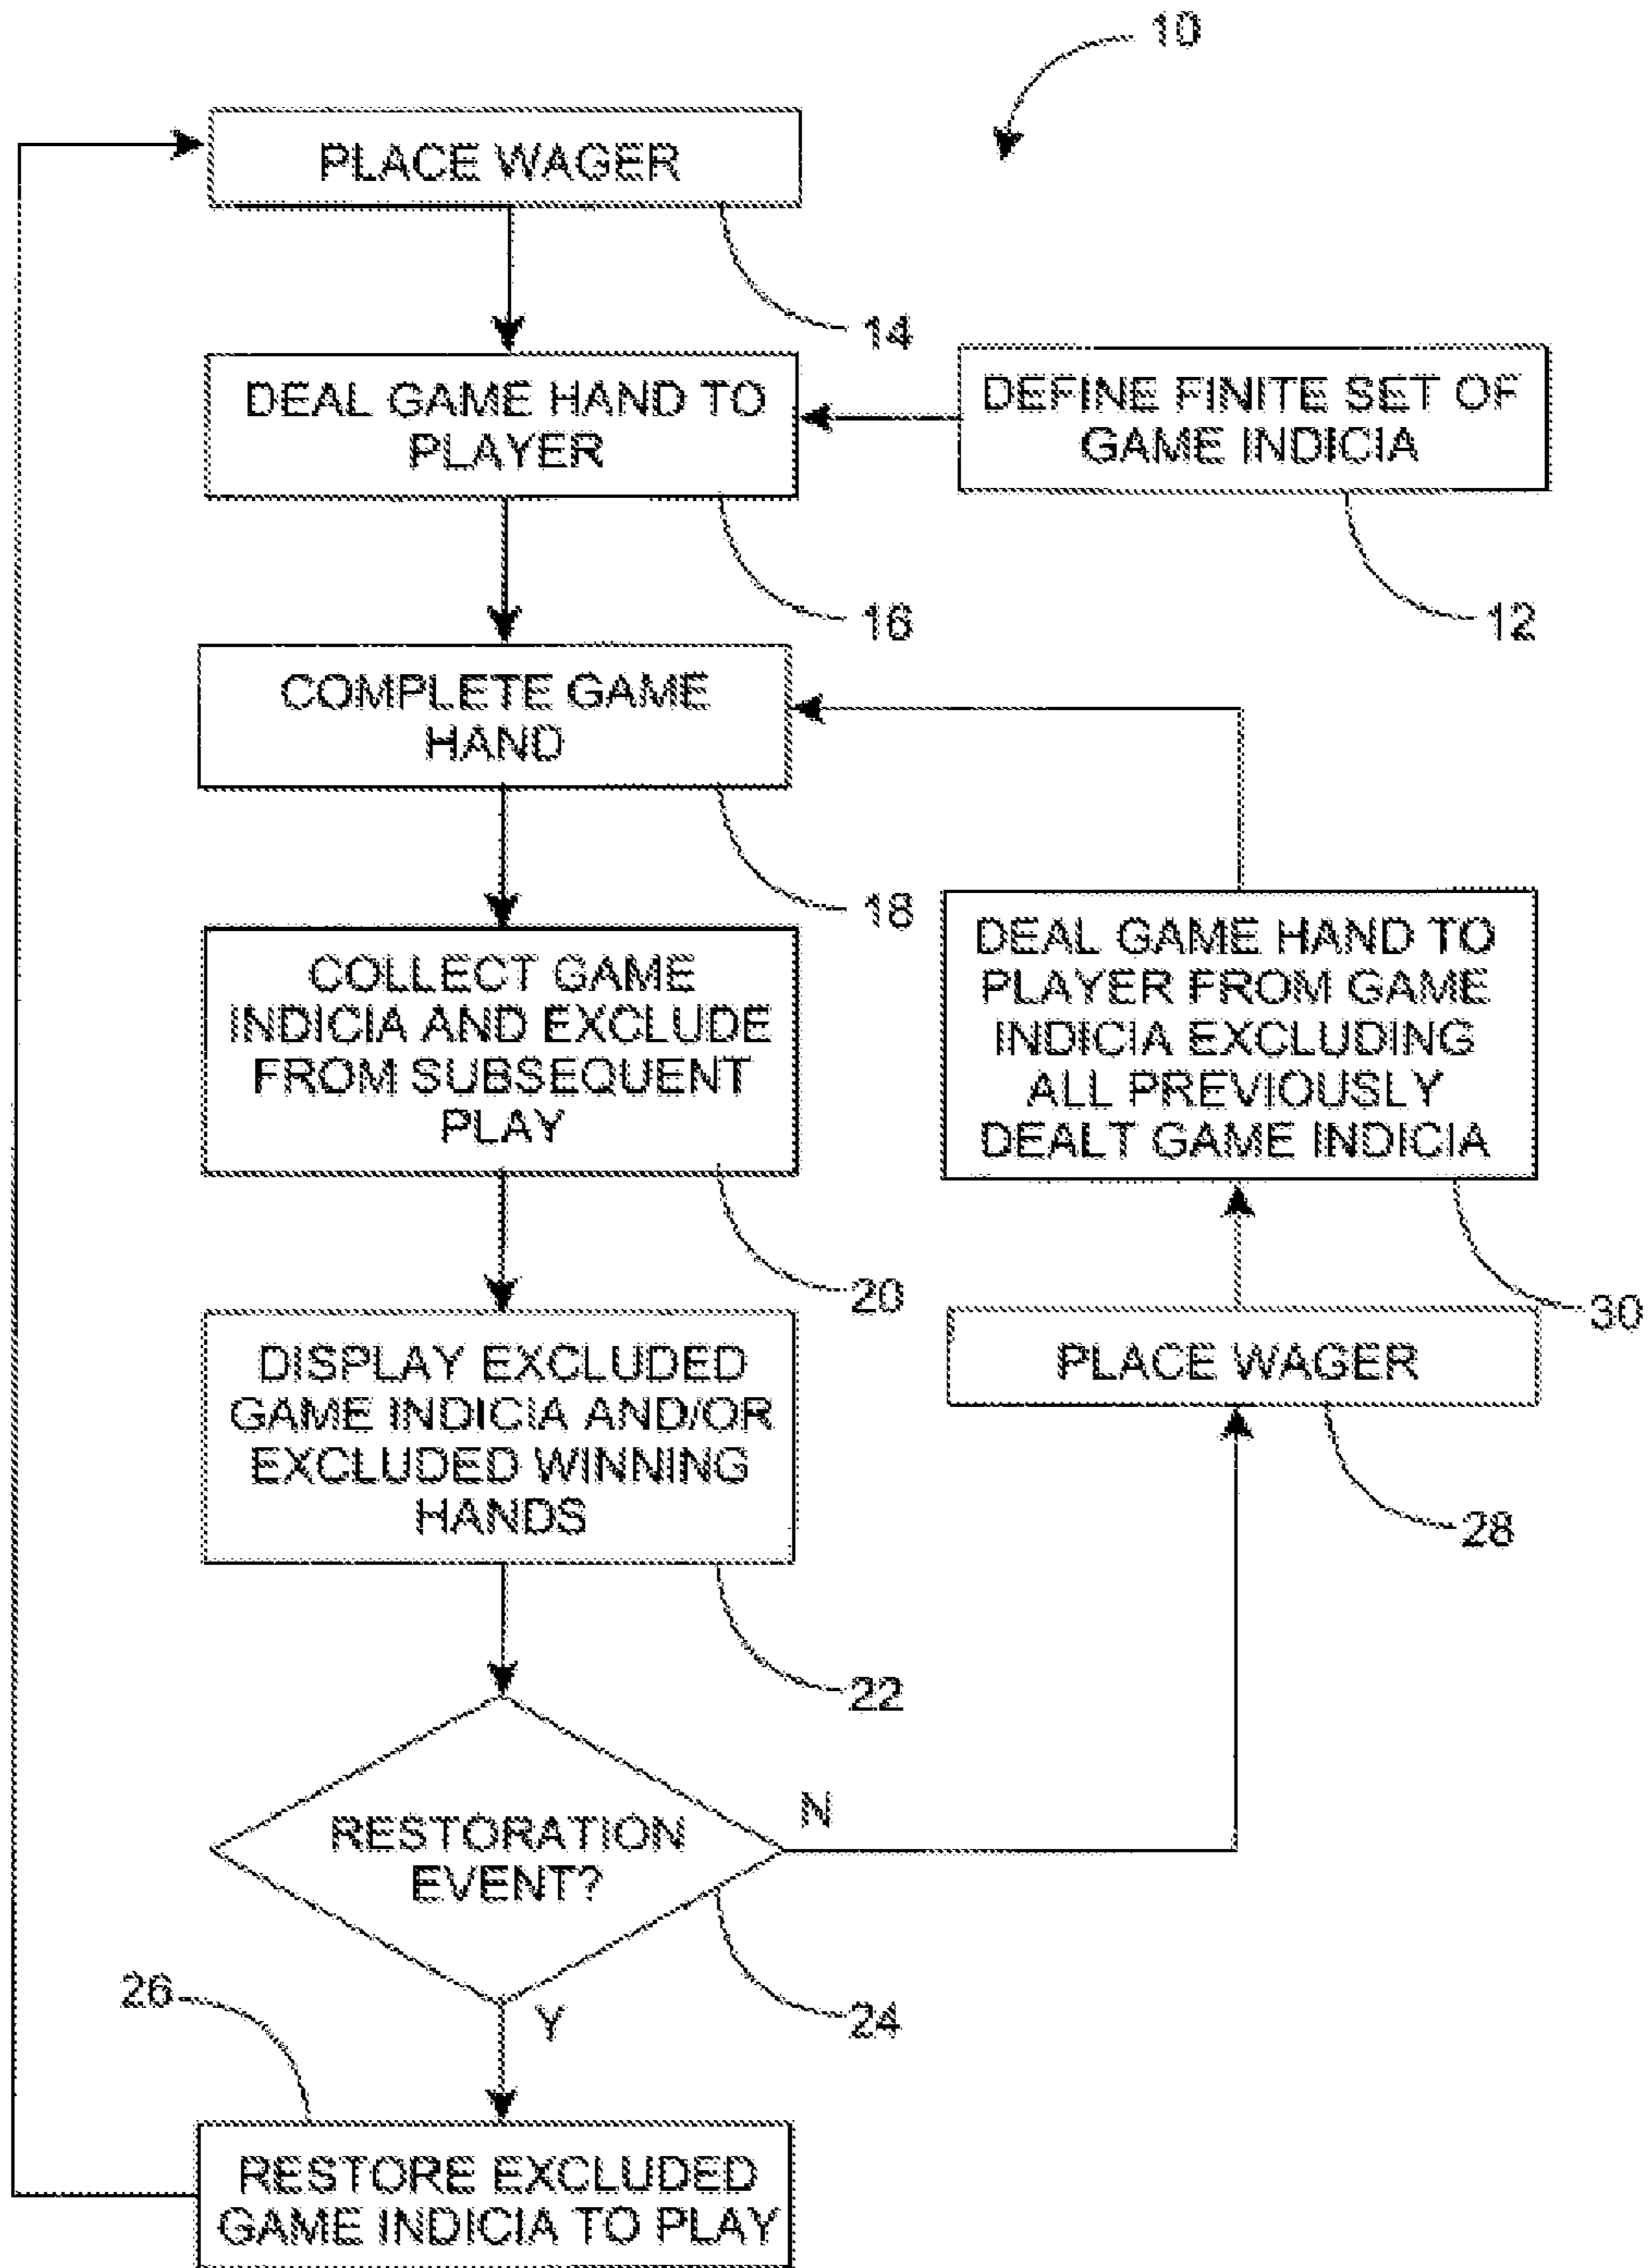 10
PLACE WAGER
14
DEAL GAME HAND TO
PLAYER
16
DEFINE FINITE SET OF
GAME INDICIA
12
COMPLETE GAME
HAND
18
COLLECT GAME
INDICIA AND EXCLUDE
FROM SUBSEQUENT
PLAY
20
DEAL GAME HAND TO
PLAYER FROM GAME
INDICIA EXCLUDING
ALL PREVIOUSLY
DEALT GAME INDICIA
30
DISPLAY EXCLUDED
GAME INDICIA AND/OR
EXCLUDED WINNING
HANDS
22
PLACE WAGER
28
RESTORATION
EVENT?
N
24
Y
26
RESTORE EXCLUDED
GAME INDICIA TO PLAY